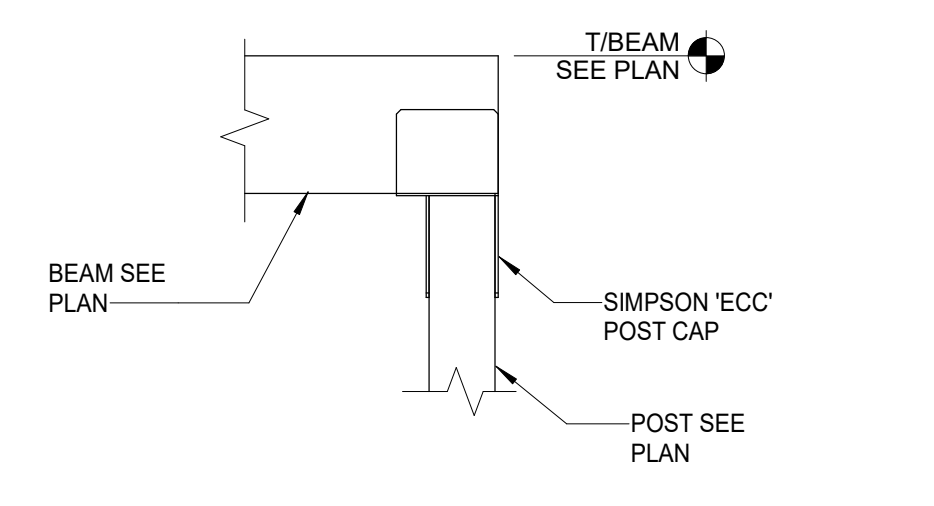 T/BEAM
SEE PLAN
BEAM SEE
PLAN
SIMPSON 'ECC'
POST CAP
POST SEE
PLAN